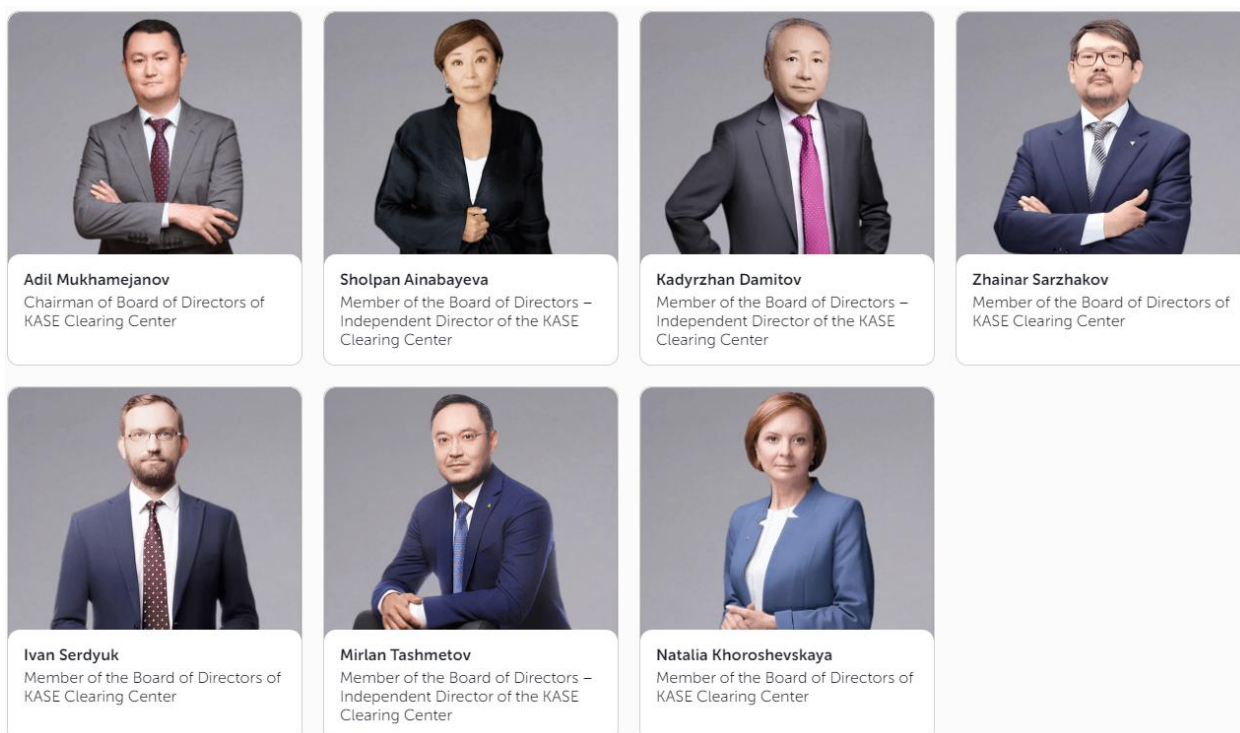 Adil Mukhamejanov
Chairman of Board of Directors of
KASE Clearing Center
Sholpan Ainabayeva
Member of the Board of Directors –
Independent Director of the KASE
Clearing Center
Kadyrzhan Damitov
Member of the Board of Directors –
Independent Director of the KASE
Clearing Center
Zhainar Sarzhakov
Member of the Board of Directors of
KASE Clearing Center
Ivan Serdyuk
Member of the Board of Directors of
KASE Clearing Center
Mirlan Tashmetov
Member of the Board of Directors –
Independent Director of the KASE
Clearing Center
Natalia Khoroshevskaya
Member of the Board of Directors of
KASE Clearing Center